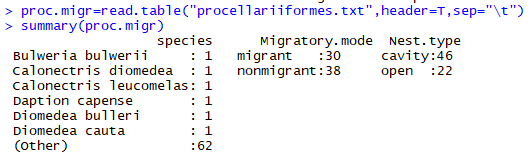 > proc.migr=read.table("procellariiformes.txt",header=T,sep="\t")
> summary(proc.migr)
species Migratory.mode Nest.type
Bulweria bulwerii : 1 migrant :30 cavity:46
Calonectris diomedea : 1 nonmigrant:38 open :22
Calonectris leucomelas: 1
Daption capense : 1
Diomedea bulleri : 1
Diomedea cauta : 1
(Other) :62